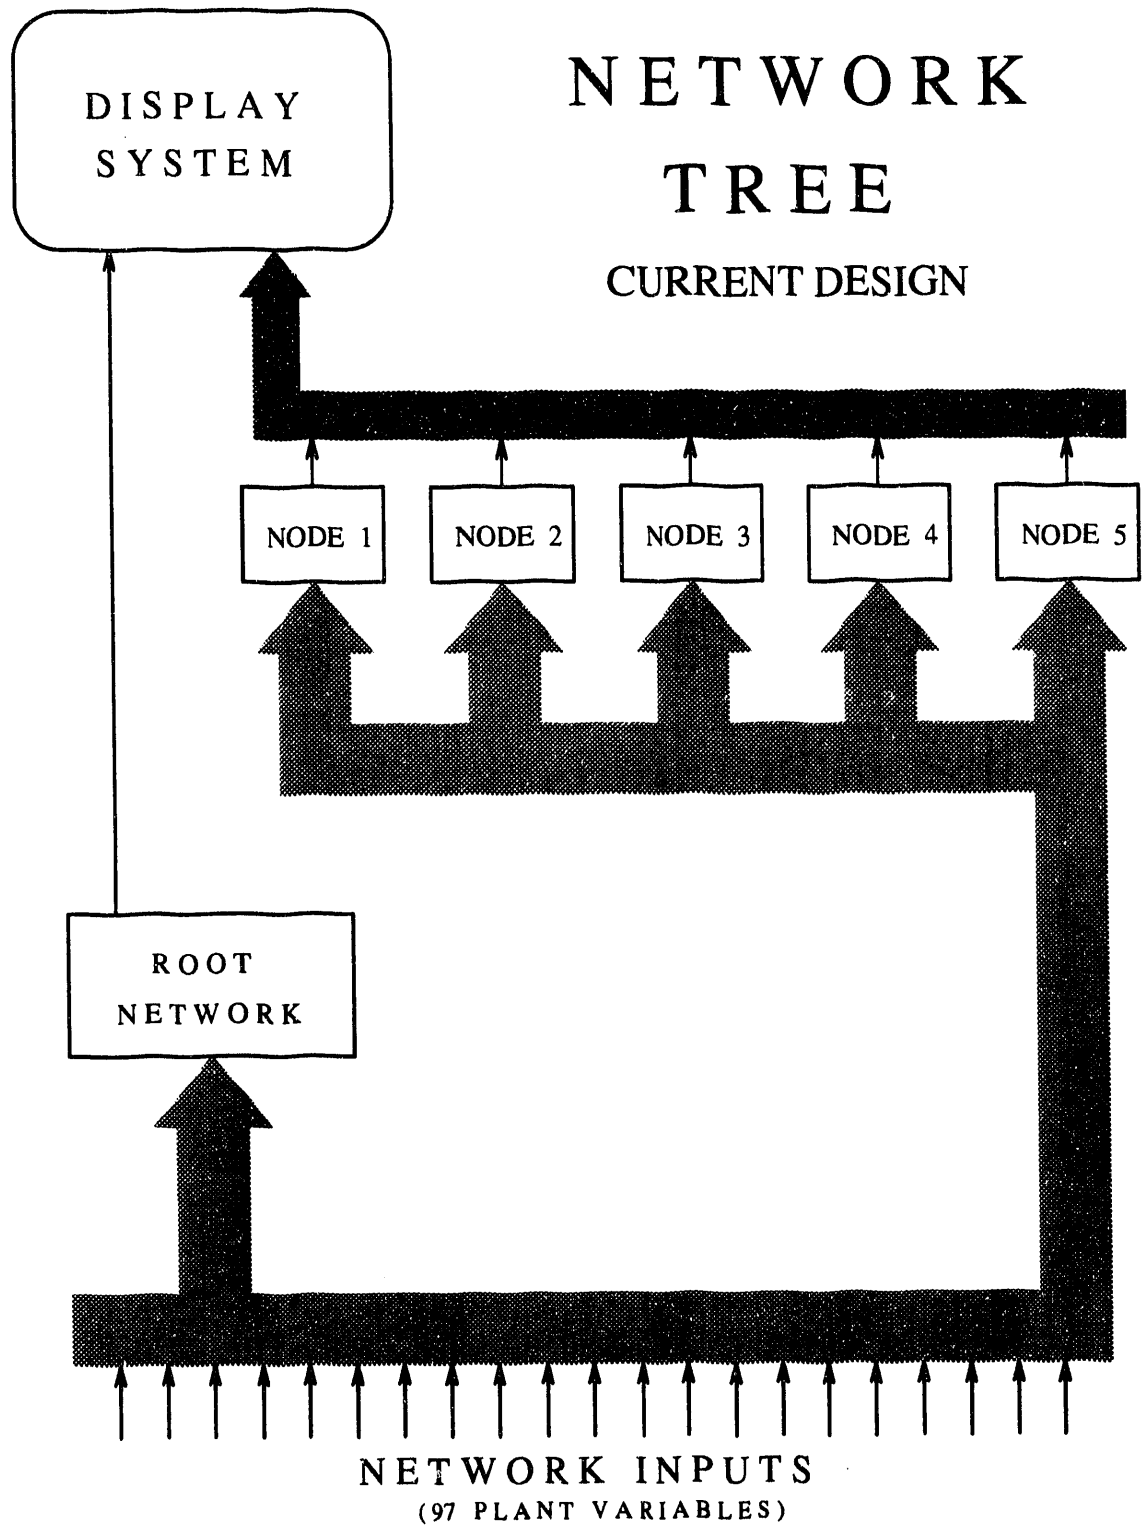 NETWORK
TREE
CURRENT DESIGN
DISPLAY
SYSTEM
NODE 1
NODE 2
NODE 3
NODE 4
NODE 5
ROOT
NETWORK
NETWORK INPUTS
(97 PLANT VARIABLES)